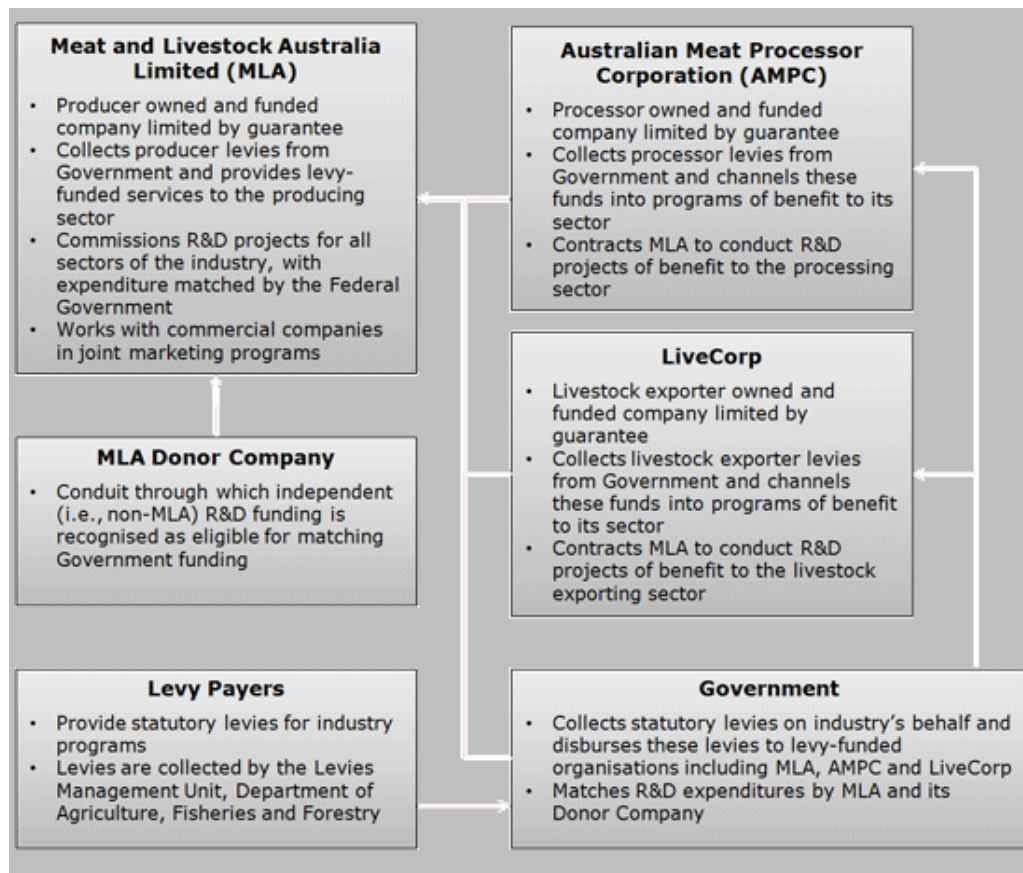 Meat and Livestock Australia
Limited (MLA)
• Producer owned and funded
company limited by guarantee
• Collects producer levies from
Government and provides levy-
funded services to the producing
sector
• Commissions R&D projects for all
sectors of the industry, with
expenditure matched by the Federal
Government
• Works with commercial companies
in joint marketing programs
Australian Meat Processor
Corporation (AMPC)
• Processor owned and funded
company limited by guarantee
• Collects processor levies from
Government and channels these
funds into programs of benefit to its
sector
• Contracts MLA to conduct R&D
projects of benefit to the processing
sector
LiveCorp
• Livestock exporter owned and
funded company limited by
guarantee
• Collects livestock exporter levies
from Government and channels
these funds into programs of benefit
to its sector
• Contracts MLA to conduct R&D
projects of benefit to the livestock
exporting sector
MLA Donor Company
• Conduit through which independent
(i.e., non-MLA) R&D funding is
recognised as eligible for matching
Government funding
Levy Payers
• Provide statutory levies for industry
programs
• Levies are collected by the Levies
Management Unit, Department of
Agriculture, Fisheries and Forestry
Government
• Collects statutory levies on industry's behalf and
disburses these levies to levy-funded
organisations including MLA, AMPC and LiveCorp
• Matches R&D expenditures by MLA and its
Donor Company